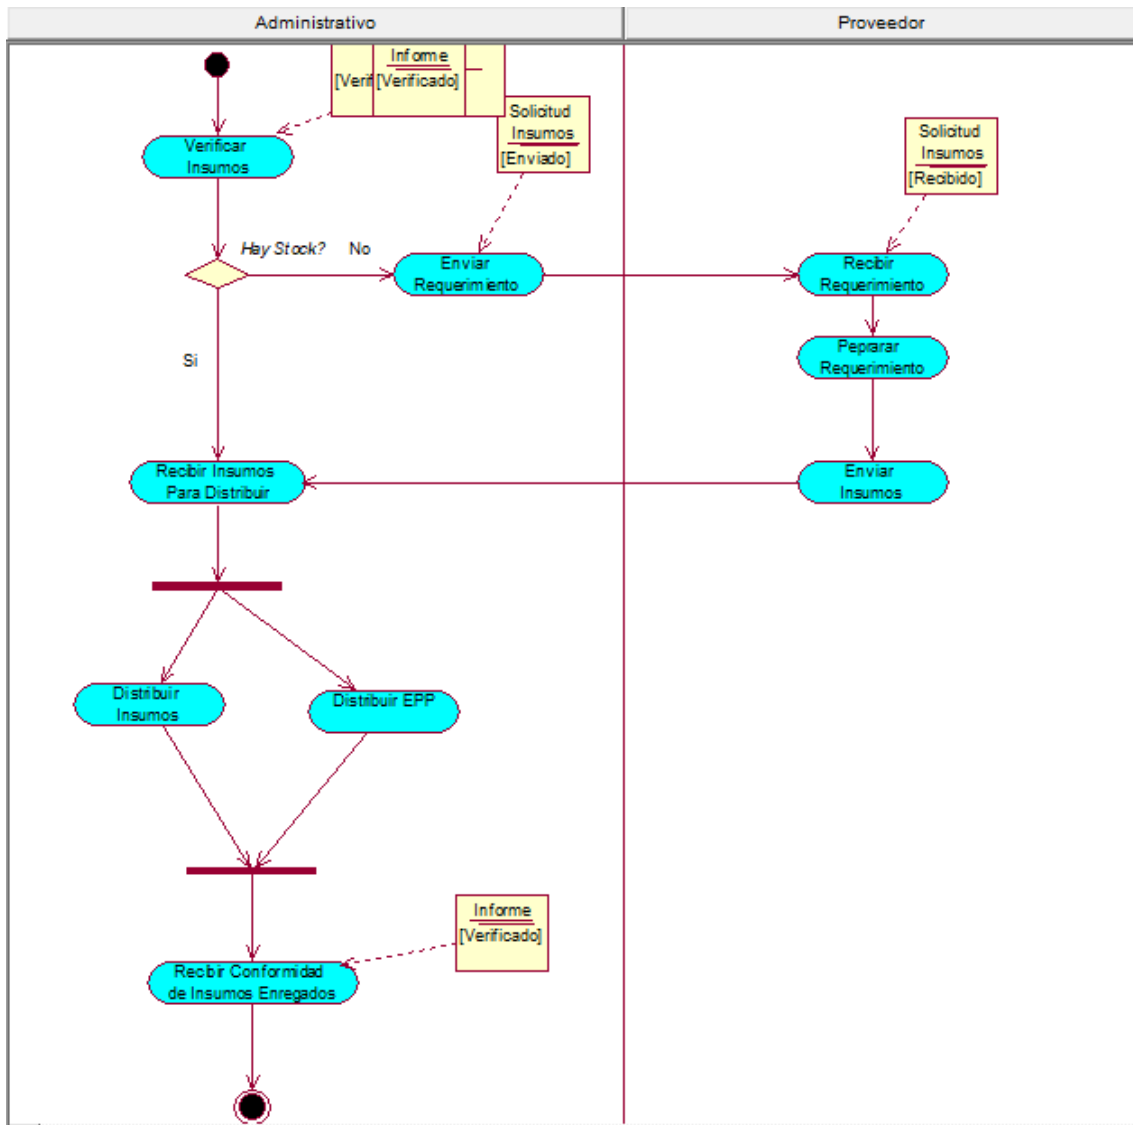 Administrativo
Proveedor
Informe
[Verif
[Verificado]
Solicitud
Insumos
[Enviado]
Solicitud
Insumos
[Recibido]
Verificar
Insumos
Hay Stock?
No
Enviar
Requerimiento
Recibir
Requerimiento
Si
Peprarar
Requerimiento
Recibir Insumos
Para Distribuir
Enviar
Insumos
Distribuir
Insumos
Distribuir EPP
Informe
[Verificado]
Recibir Conformidad
de Insumos Enregados